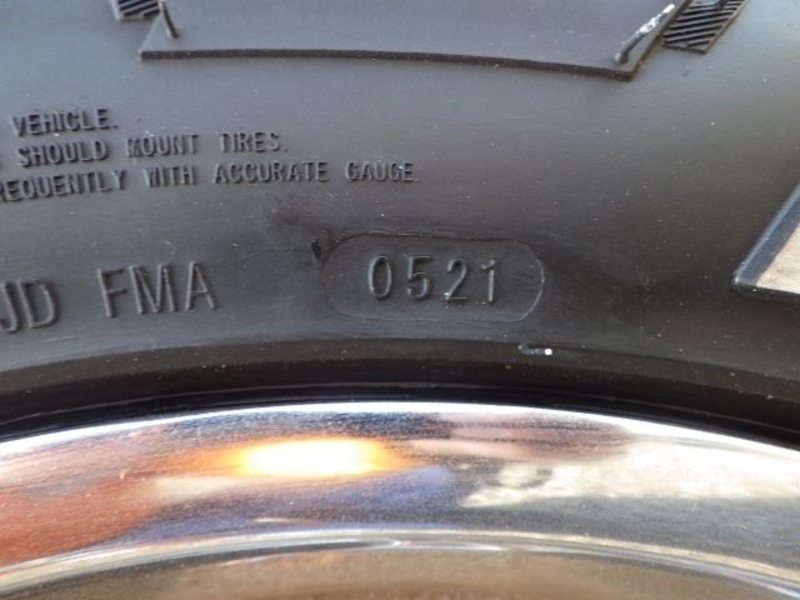 VEHICLE.
SHOULD MOUNT TIRES.
REQUENTLY WITH ACCURATE GAUGE.
JD FMA 0521